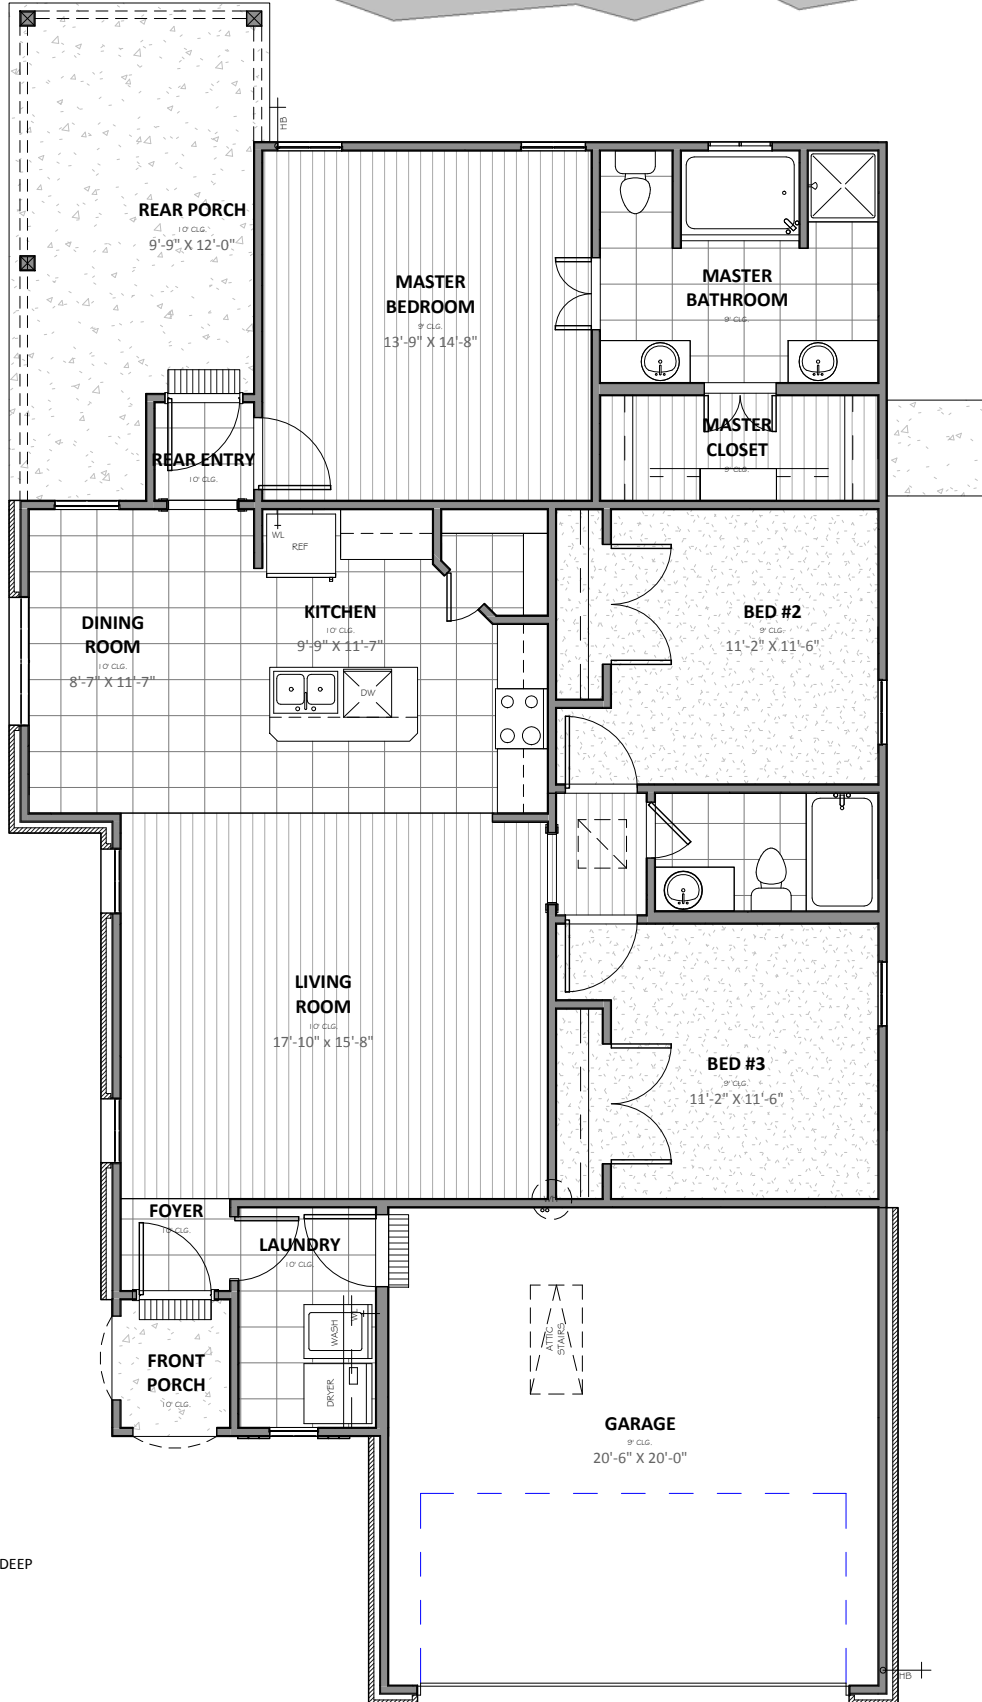 HB
REAR PORCH
10' CLG.
9'-9" X 12'-0"
MASTER
BEDROOM
9' CLG.
13'-9" X 14'-8"
MASTER
BATHROOM
9' CLG.
REAR ENTRY
10' CLG.
MASTER
CLOSET
9' CLG.
WL
REF
DINING
ROOM
10' CLG.
8'-7" X 11'-7"
KITCHEN
10' CLG.
9'-9" X 11'-7"
DW
BED #2
9' CLG.
11'-2" X 11'-6"
LIVING
ROOM
10' CLG.
17'-10" x 15'-8"
BED #3
9' CLG.
11'-2" X 11'-6"
WH
FOYER
10' CLG.
LAUNDRY
10' CLG.
WL
WASH
DRYER
ATTIC
STAIRS
FRONT
PORCH
10' CLG.
GARAGE
9' CLG.
20'-6" X 20'-0"
DEEP
HB